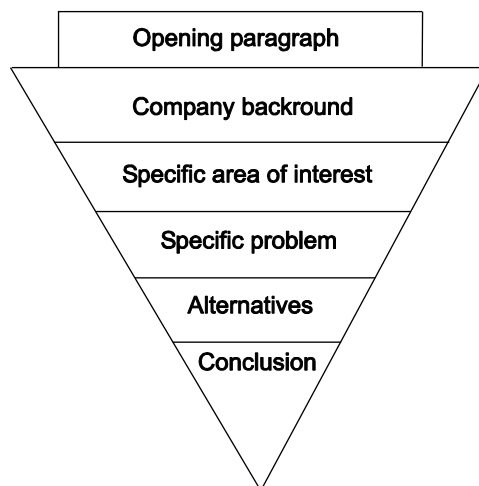 Opening paragraph
Company backround
Specific area of interest
Specific problem
Alternatives
Conclusion